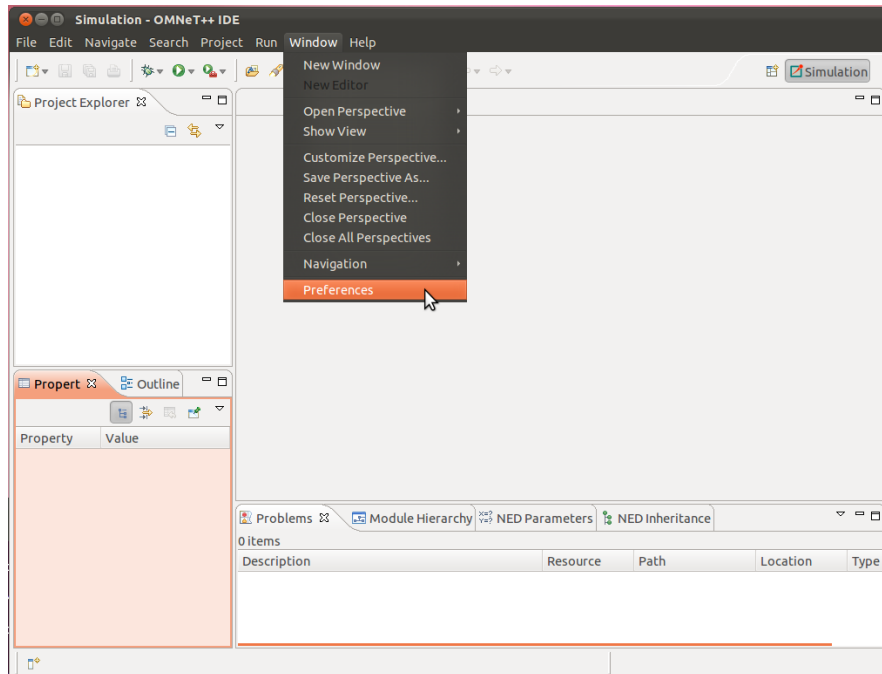 Simulation - OMNeT++ IDE
File Edit Navigate Search Project Run Window Help
New Window
New Editor
Open Perspective
Show View
Customize Perspective...
Save Perspective As...
Reset Perspective...
Close Perspective
Close All Perspectives
Navigation
Preferences
Simulation
Project Explorer
Propert
Outline
Property Value
Problems Module Hierarchy NED Parameters NED Inheritance
0 items
Description Resource Path Location Type